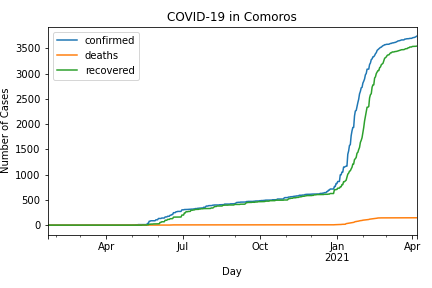 COVID-19 in Comoros
confirmed
deaths
recovered
Number of Cases
3500
3000
2500
2000
1500
1000
500
0
Apr Jul Oct Jan Apr
2021
Day